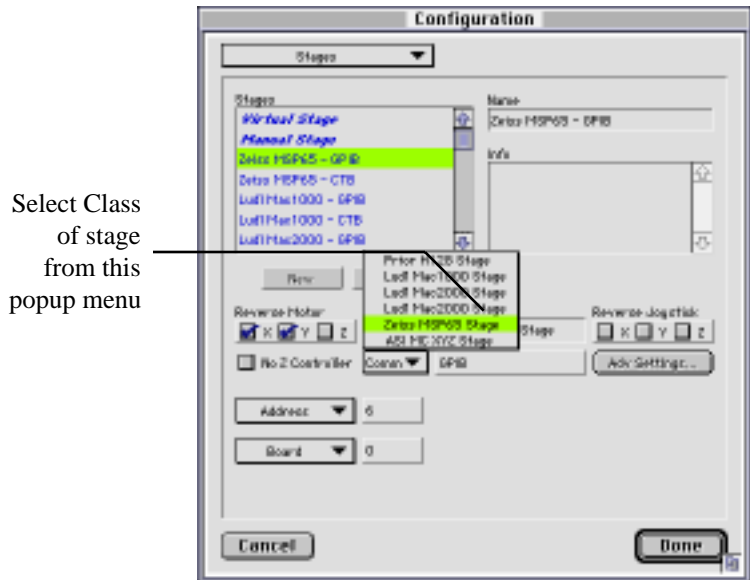 Configuration
Stages
Stages
Name
Virtual Stage
Zeiss MSP65 - GPIB
Manual Stage
Zeiss MSP65 - GPIB
Info
Zeiss MSP65 - CTB
Ludl Mac1000 - GPIB
Ludl Mac1000 - CTB
Ludl Mac2000 - GPIB
Select Class
of stage
from this
popup menu
Prior H128 Stage
Ludl Mac1000 Stage
Ludl Mac2000 Stage
Ludl Mac2000 Stage
Zeiss MSP65 Stage
ASI MC XYZ Stage
New
Reverse Motor
X Y Z
Stage
Reverse Joystick
X Y Z
No Z Controller
Comm
GPIB
Adv Settings...
Address
6
Board
0
Cancel
Done